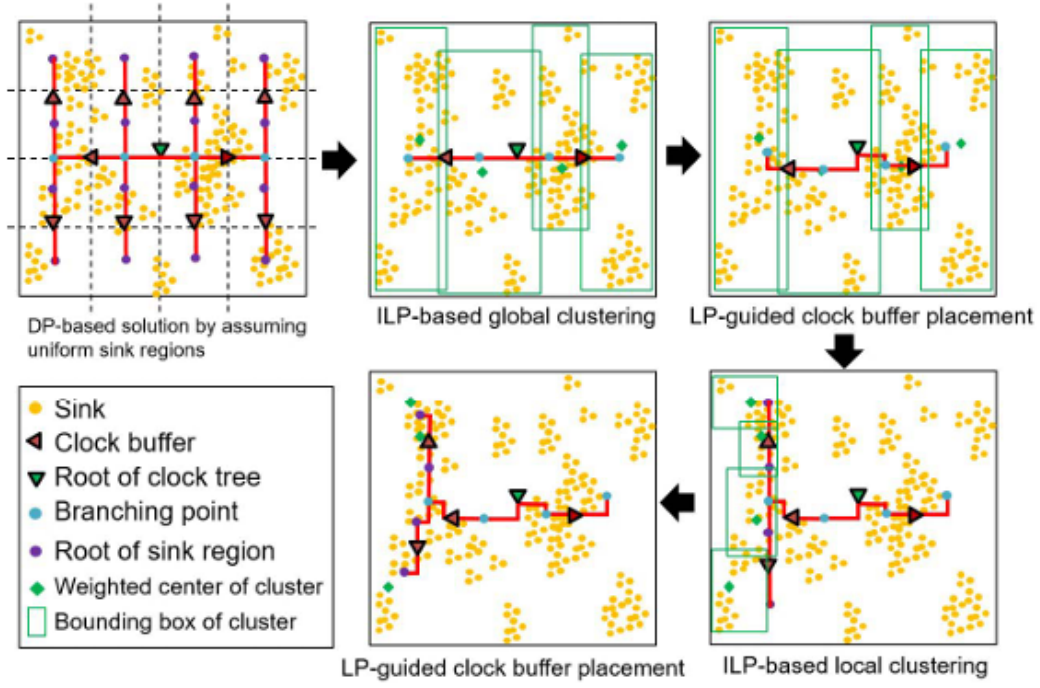 DP-based solution by assuming
uniform sink regions
ILP-based global clustering
LP-guided clock buffer placement
Sink
Clock buffer
Root of clock tree
Branching point
Root of sink region
Weighted center of cluster
Bounding box of cluster
LP-guided clock buffer placement
ILP-based local clustering